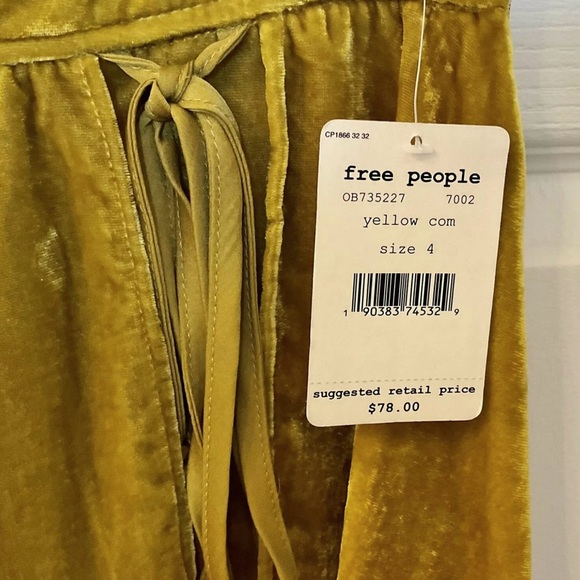 CP1866 32 32
free people
OB735227 7002
yellow com
size 4
1 90383 74532 9
suggested retail price
$78.00